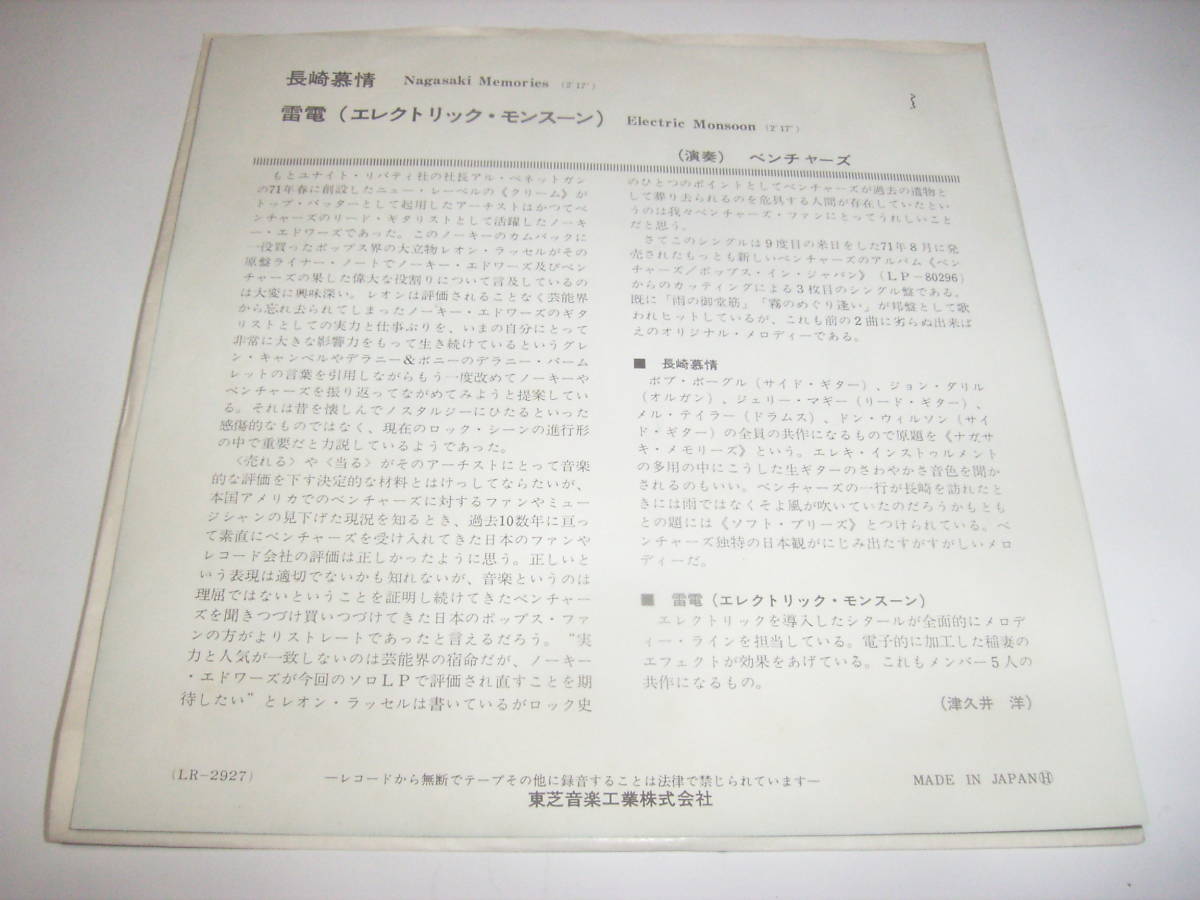 長崎慕情 Nagasaki Memories (2'17")
雷電(エレクトリック・モンスーン) Electric Monsoon (2'17")
(演奏) ベンチャーズ
もとユナイト・リバティ社の社長アル・ベネットガン
の71年春に創設したニュー・レーベルの《クリーム》が
トップ・バッターとして起用したアーチストはかつてベ
ンチャーズのリード・ギタリストとして活躍したノーキ
ー・エドワーズであった。このノーキーのカムバックに
一役買ったポップス界の大立物レオン・ラッセルがその
原盤ライナー・ノートでノーキー・エドワーズ及びベン
チャーズの果した偉大な役割りについて言及しているの
は大変に興味深い。レオンは評価されることなく芸能界
から忘れ去られてしまったノーキー・エドワーズのギタ
リストとしての実力と仕事ぶりを、いまの自分にとって
非常に大きな影響力をもって生き続けているというグレ
ン・キャンベルやデラニー&ボニーのデラニー・バーム
レットの言葉を引用しながらもう一度改めてノーキーや
ベンチャーズを振り返ってながめてみようと提案してい
る。それは昔を懐しんでノスタルジーにひたるといった
感傷的なものではなく、現在のロック・シーンの進行形
の中で重要だと力説しているようであった。
〈売れる〉や〈当る〉がそのアーチストにとって音楽
的な評価を下す決定的な材料とはけっしてならたいが、
本国アメリカでのベンチャーズに対するファンやミュー
ジシャンの見下げた現況を知るとき、過去10数年に亘っ
て素直にベンチャーズを受け入れてきた日本のファンや
レコード会社の評価は正しかったように思う。正しいと
いう表現は適切でないかも知れないが、音楽というのは
理屈ではないということを証明し続けてきたベンチャー
ズを聞きつづけ買いつづけてきた日本のポップス・ファ
ンの方がよりストレートであったと言えるだろう。“実
力と人気が一致しないのは芸能界の宿命だが、ノーキー
・エドワーズが今回のソロLPで評価され直すことを期
待したい”とレオン・ラッセルは書いているがロック史
のひとつのポイントとしてベンチャーズが過去の遺物と
して葬り去られるのを危具する人間が存在していたとい
うのは我々ベンチャーズ・ファンにとってうれしいこと
だと思う。
さてこのシングルは9度目の来日をした71年8月に発
売されたもっとも新しいベンチャーズのアルバム《ベン
チャーズ/ポップス・イン・ジャパン》(LP-80296)
からのカッティングによる3枚目のシングル盤である。
既に「雨の御堂筋」「霧のめぐり逢い」が邦盤として歌
われヒットしているが、これも前の2曲に劣らぬ出来ば
えのオリジナル・メロディーである。
■ 長崎慕情
ボブ・ボーグル(サイド・ギター)、ジョン・ダリル
(オルガン)、ジェリー・マギー(リード・ギター)、
メル・テイラー(ドラムス)、ドン・ウィルソン(サイ
ド・ギター)の全員の共作になるもので原題を《ナガサ
キ・メモリーズ》という。エレキ・インストゥルメント
の多用の中にこうした生ギターのさわやかさ音色を聞か
されるのもいい。ベンチャーズの一行が長崎を訪れたと
きには雨ではなくそよ風が吹いていたのだろうかもとも
との題には《ソフト・ブリーズ》とつけられている。ベ
ンチャーズ独特の日本観がにじみ出たすがすがしいメロ
ディーだ。
■ 雷電(エレクトリック・モンスーン)
エレクトリックを導入したシタールが全面的にメロデ
ィー・ラインを担当している。電子的に加工した稲妻の
エフェクトが効果をあげている。これもメンバー5人の
共作になるもの。
(津久井 洋)
(LR-2927)
―レコードから無断でテープその他に録音することは法律で禁じられています―
MADE IN JAPAN Ⓗ
東芝音楽工業株式会社